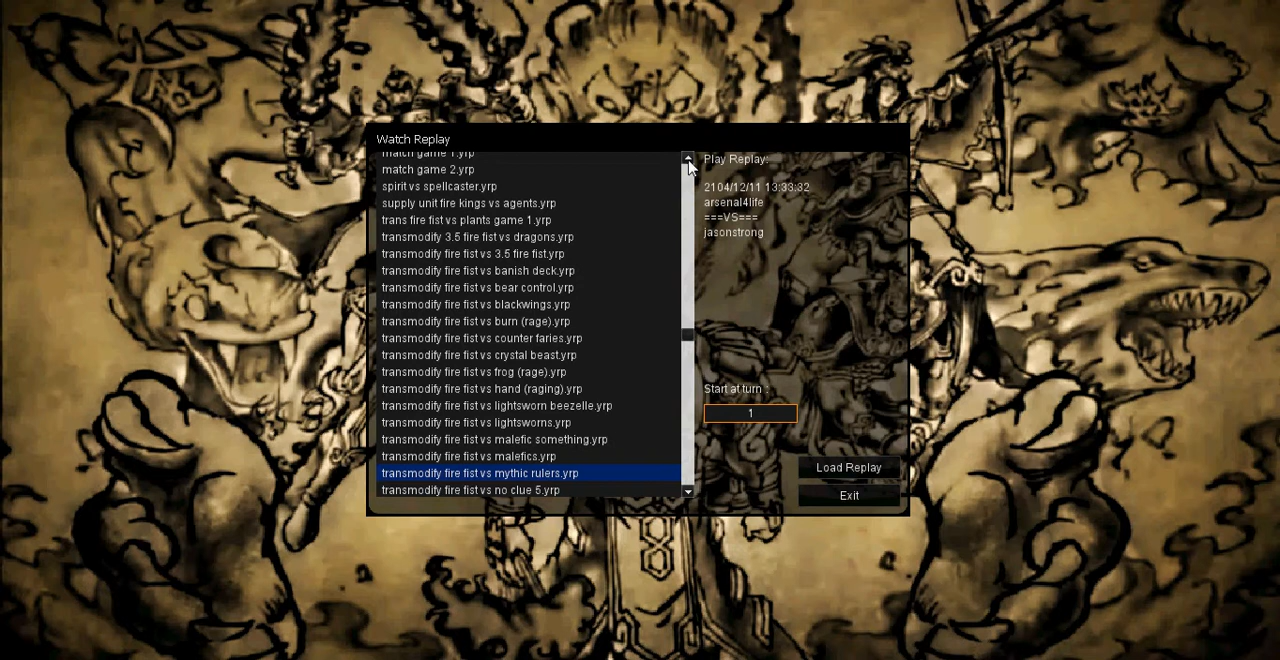 Watch Replay
match game 1.yrp
match game 2.yrp
spirit vs spellcaster.yrp
supply unit fire kings vs agents.yrp
trans fire fist vs plants game 1.yrp
transmodify 3.5 fire fist vs dragons.yrp
transmodify fire fist vs 3.5 fire fist.yrp
transmodify fire fist vs banish deck.yrp
transmodify fire fist vs bear control.yrp
transmodify fire fist vs blackwings.yrp
transmodify fire fist vs burn (rage).yrp
transmodify fire fist vs counter faries.yrp
transmodify fire fist vs crystal beast.yrp
transmodify fire fist vs frog (rage).yrp
transmodify fire fist vs hand (raging).yrp
transmodify fire fist vs lightsworn beezelle.yrp
transmodify fire fist vs lightsworns.yrp
transmodify fire fist vs malefic something.yrp
transmodify fire fist vs malefics.yrp
transmodify fire fist vs mythic rulers.yrp
transmodify fire fist vs no clue 5.yrp
Play Replay:
2104/12/11 13:33:32
arsenal4life
===VS===
jasonstrong
Start at turn :
1
Load Replay
Exit